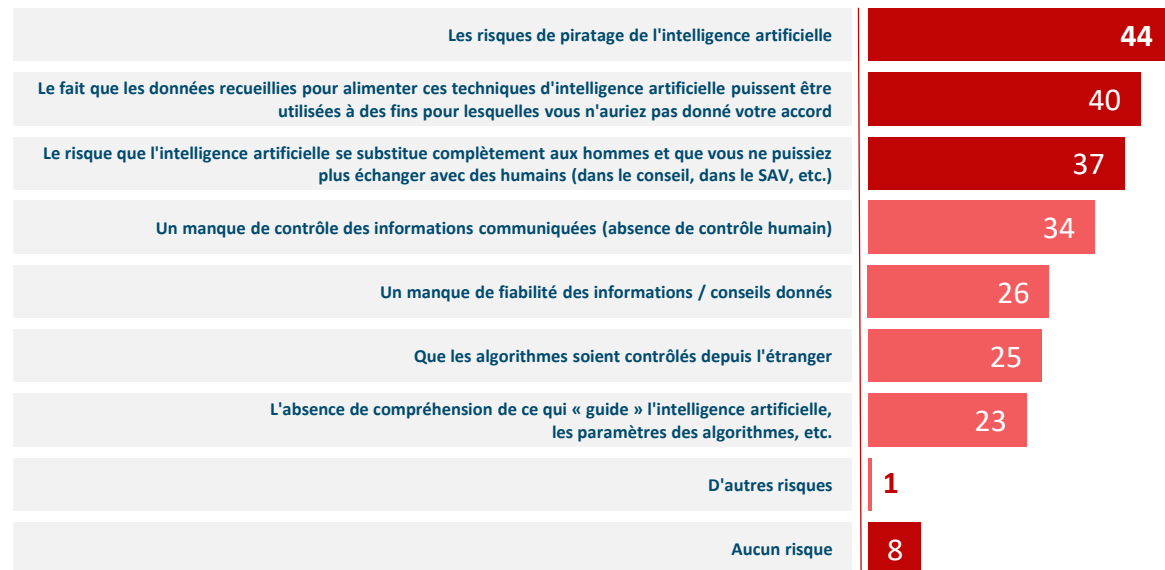 Les risques de piratage de l'intelligence artificielle
44
Le fait que les données recueillies pour alimenter ces techniques d'intelligence artificielle puissent être
utilisées à des fins pour lesquelles vous n'auriez pas donné votre accord
40
Le risque que l'intelligence artificielle se substitue complètement aux hommes et que vous ne puissiez
plus échanger avec des humains (dans le conseil, dans le SAV, etc.)
37
Un manque de contrôle des informations communiquées (absence de contrôle humain)
34
Un manque de fiabilité des informations / conseils donnés
26
Que les algorithmes soient contrôlés depuis l'étranger
25
L'absence de compréhension de ce qui « guide » l'intelligence artificielle,
les paramètres des algorithmes, etc.
23
D'autres risques
1
Aucun risque
8